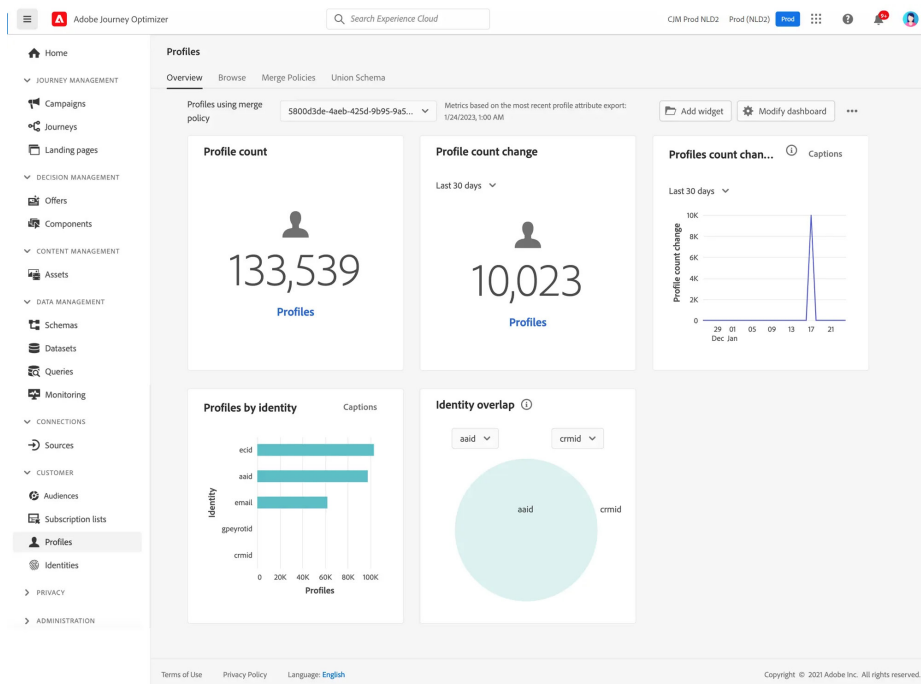 Adobe Journey Optimizer
Search Experience Cloud
CJM Prod NLD2 Prod (NLD2) Prod
9+
Home
JOURNEY MANAGEMENT
Campaigns
Journeys
Landing pages
DECISION MANAGEMENT
Offers
Components
CONTENT MANAGEMENT
Assets
DATA MANAGEMENT
Schemas
Datasets
Queries
Monitoring
CONNECTIONS
Sources
CUSTOMER
Audiences
Subscription lists
Profiles
Identities
PRIVACY
ADMINISTRATION
Profiles
Overview Browse Merge Policies Union Schema
Profiles using merge
policy
5800d3de-4aeb-425d-9b95-9a5...
Metrics based on the most recent profile attribute export:
1/24/2023, 1:00 AM
Add widget
Modify dashboard
Profile count
133,539
Profiles
Profile count change
Last 30 days
10,023
Profiles
Profiles count chan... Captions
Last 30 days
Profile count change
10K
8K
6K
4K
2K
0
29 01 05 09 13 17 21
Dec Jan
Profiles by identity Captions
Identity
ecid
aaid
email
gpeyrotid
crmid
0 20K 40K 60K 80K 100K
Profiles
Identity overlap
aaid crmid
aaid crmid
Terms of Use Privacy Policy Language: English
Copyright © 2021 Adobe Inc. All rights reserved.